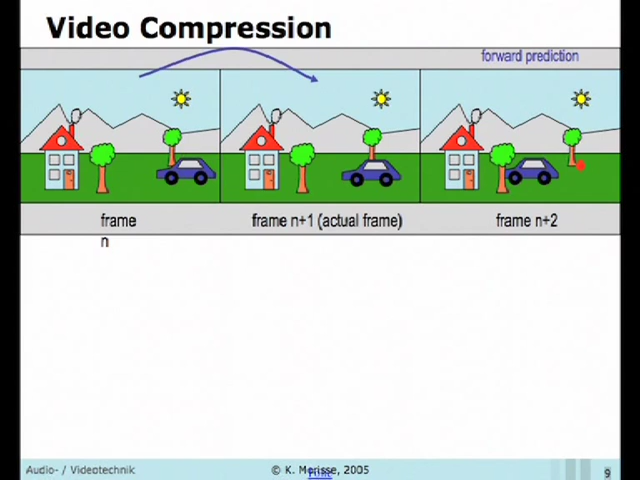 Video Compression
forward prediction
frame
n
frame n+1 (actual frame)
frame n+2
Audio- / Videotechnik
© K. Merisse, 2005
9